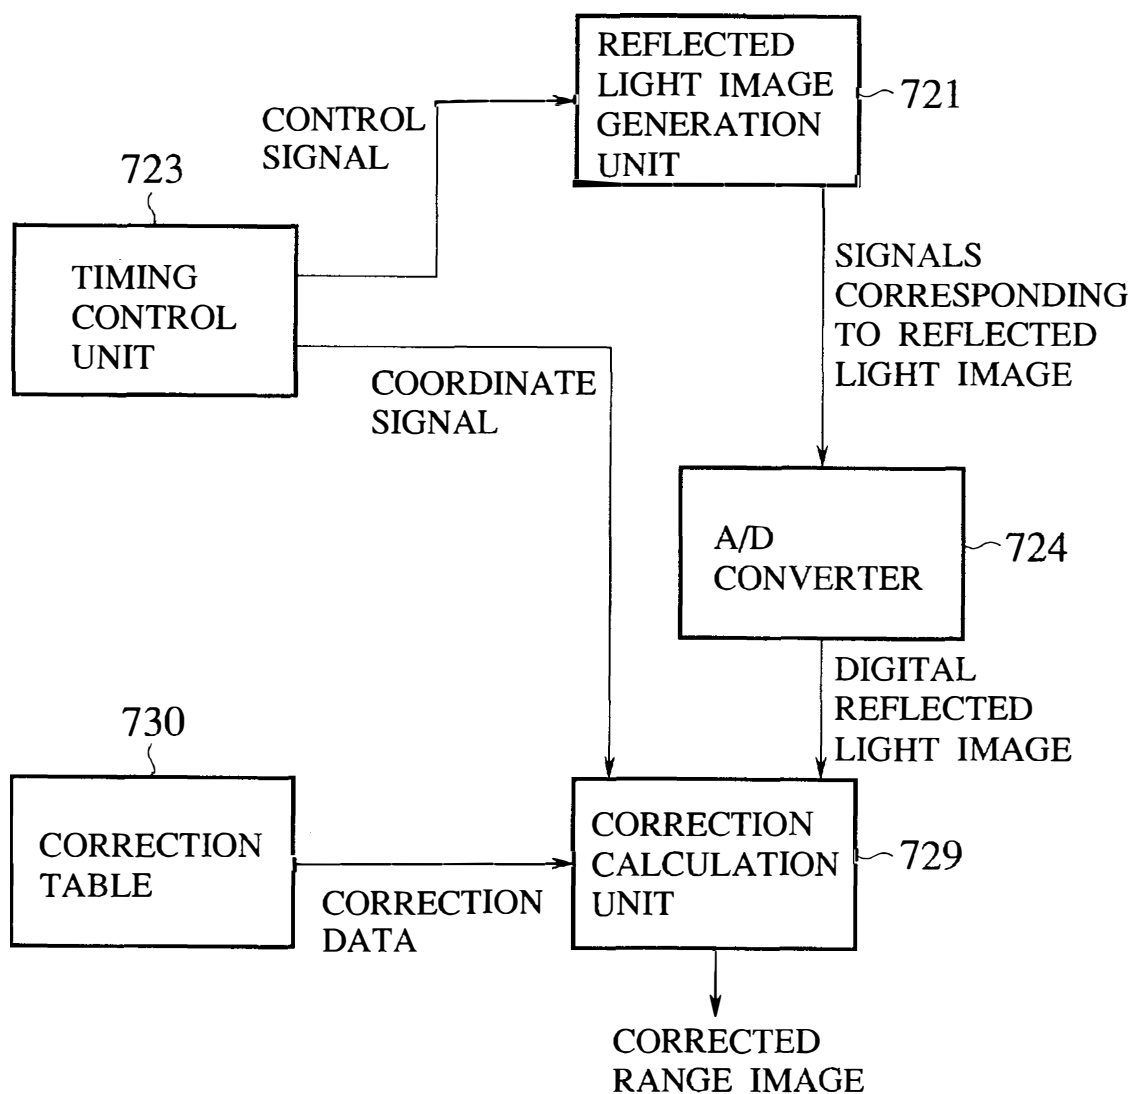 REFLECTED
LIGHT IMAGE
GENERATION
UNIT
721
CONTROL
SIGNAL
723
TIMING
CONTROL
UNIT
SIGNALS
CORRESPONDING
TO REFLECTED
LIGHT IMAGE
COORDINATE
SIGNAL
A/D
CONVERTER
724
DIGITAL
REFLECTED
LIGHT IMAGE
730
CORRECTION
TABLE
CORRECTION
DATA
CORRECTION
CALCULATION
UNIT
729
CORRECTED
RANGE IMAGE